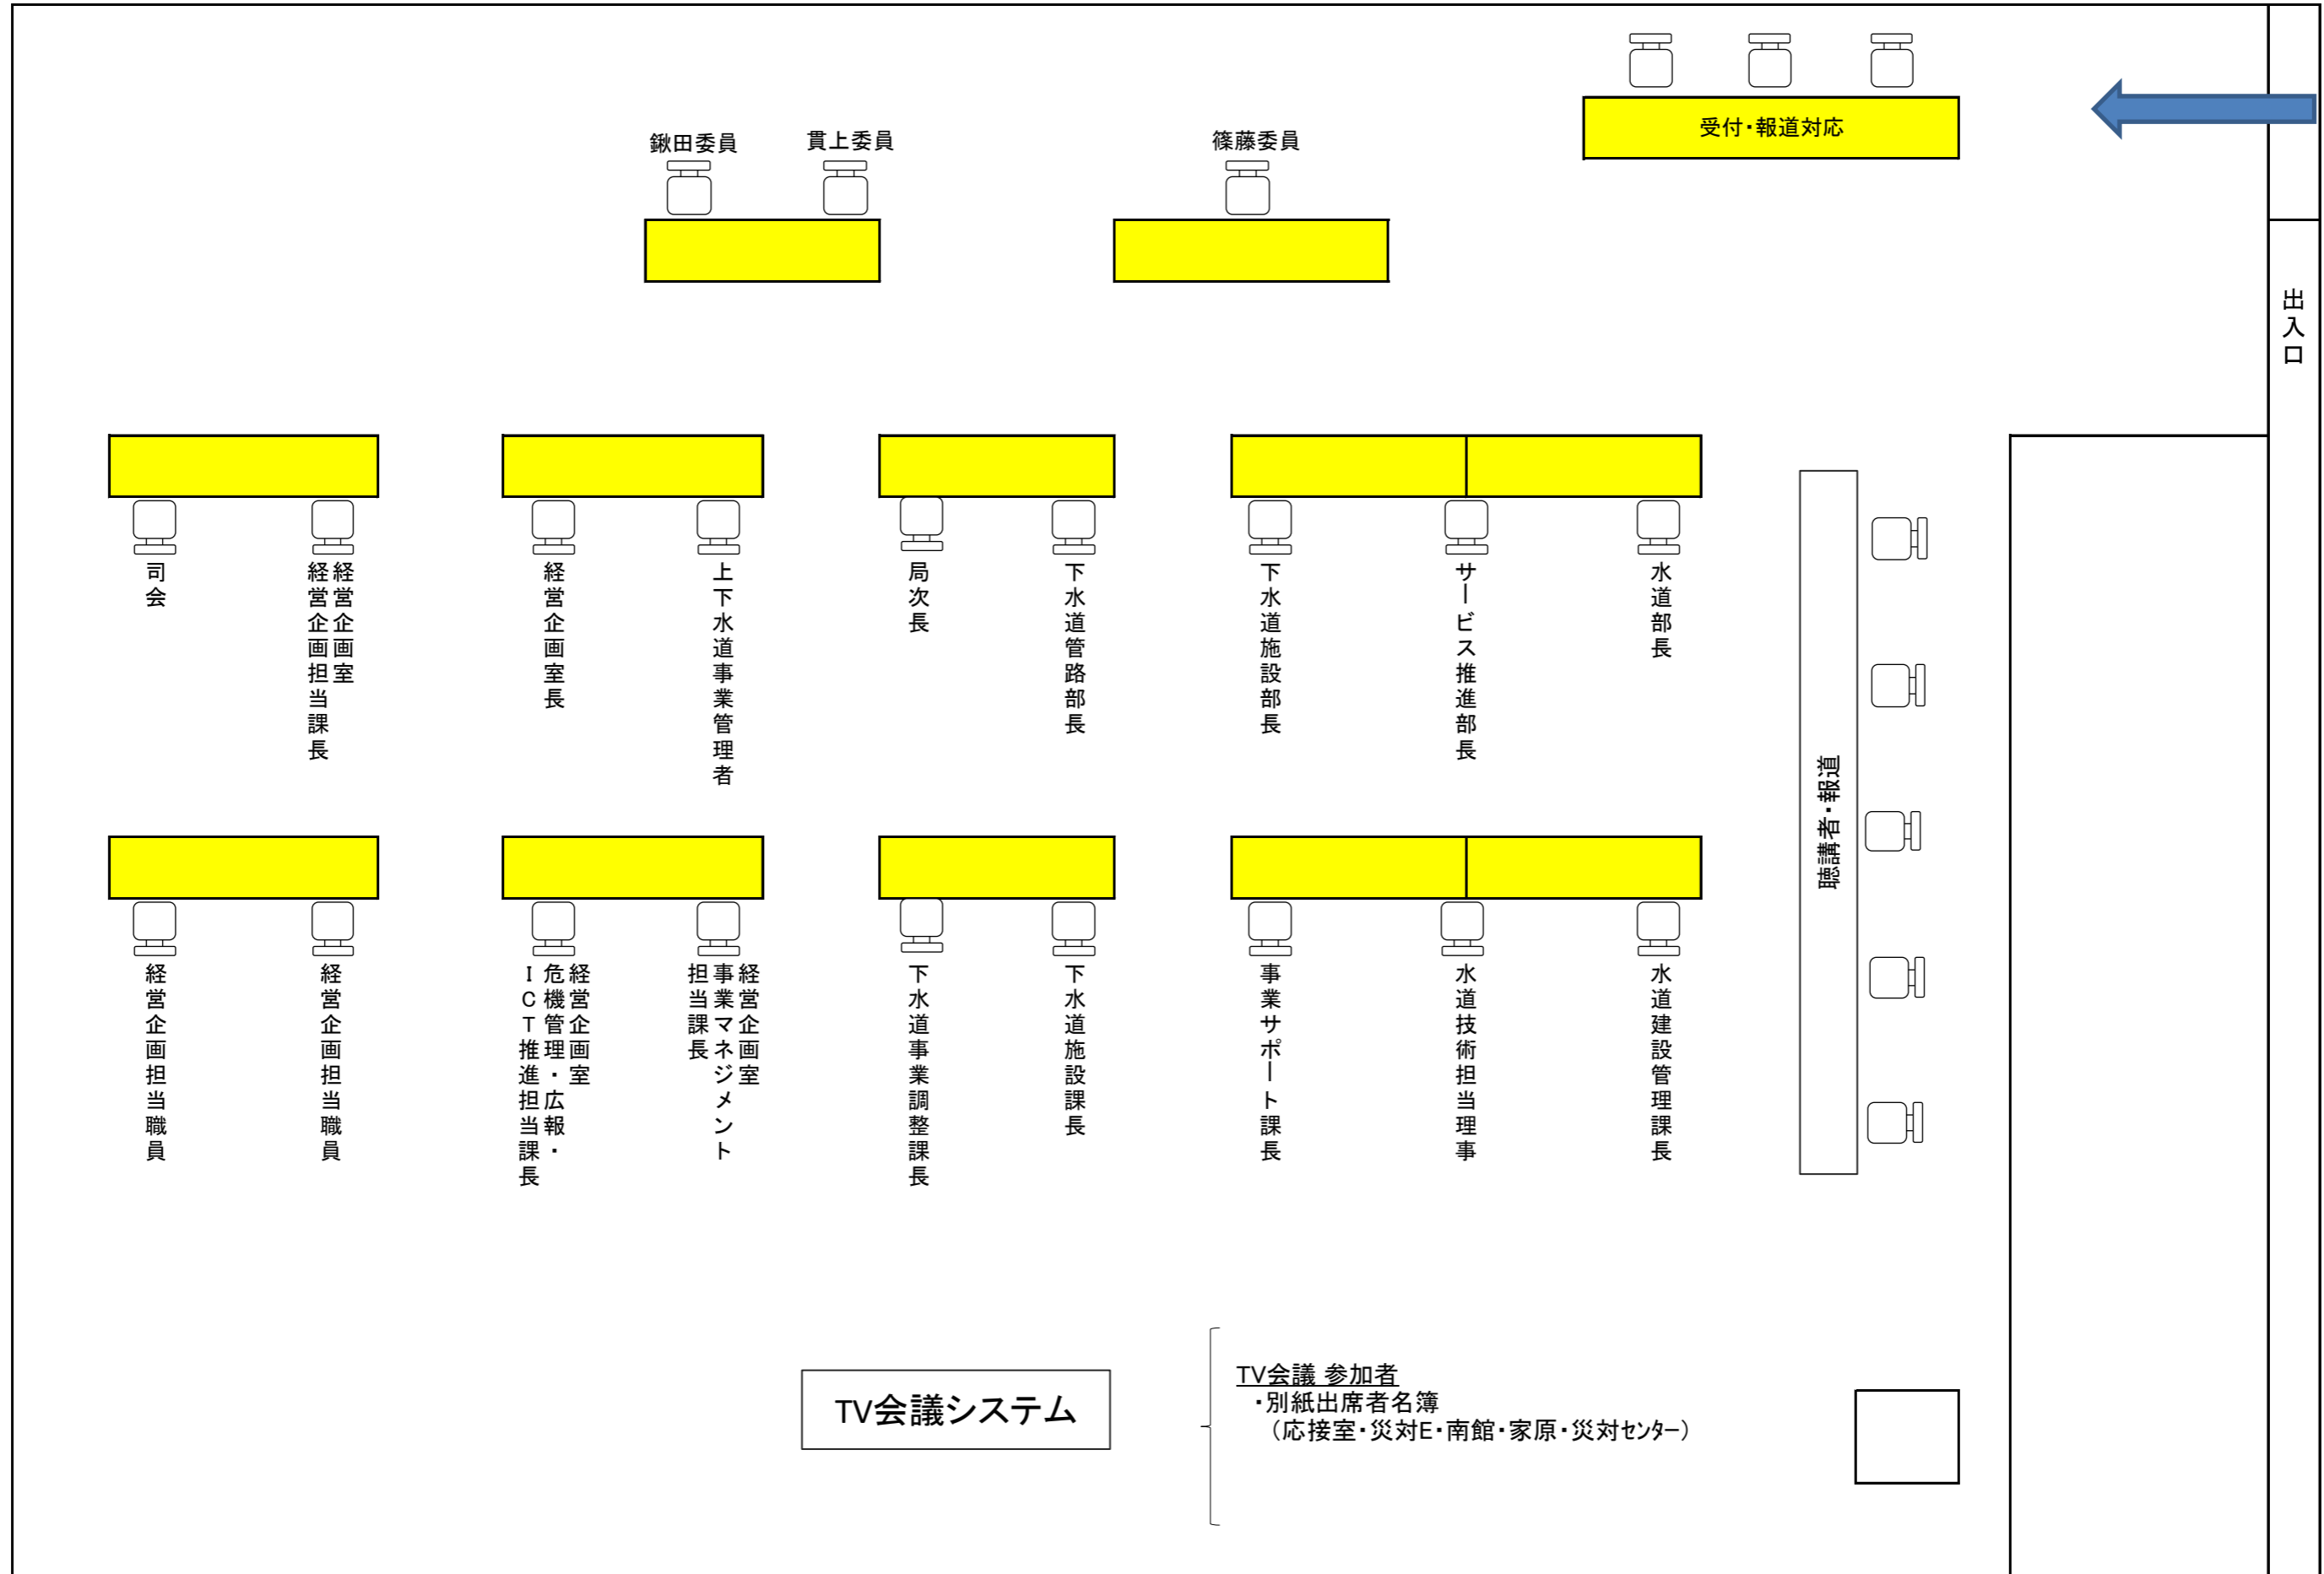 受付・報道対応
鍬田委員
貫上委員
篠藤委員
出入口
司会
経営企画室
経営企画担当課長
経営企画室長
上下水道事業管理者
局次長
下水道管路部長
下水道施設部長
サービス推進部長
水道部長
聴講者・報道
経営企画担当職員
経営企画担当職員
経営企画室
危機管理・広報・
ICT推進担当課長
経営企画室
事業マネジメント
担当課長
下水道事業調整課長
下水道施設課長
事業サポート課長
水道技術担当理事
水道建設管理課長
TV会議システム
TV会議 参加者
・別紙出席者名簿
（応接室・災対E・南館・家原・災対センター）